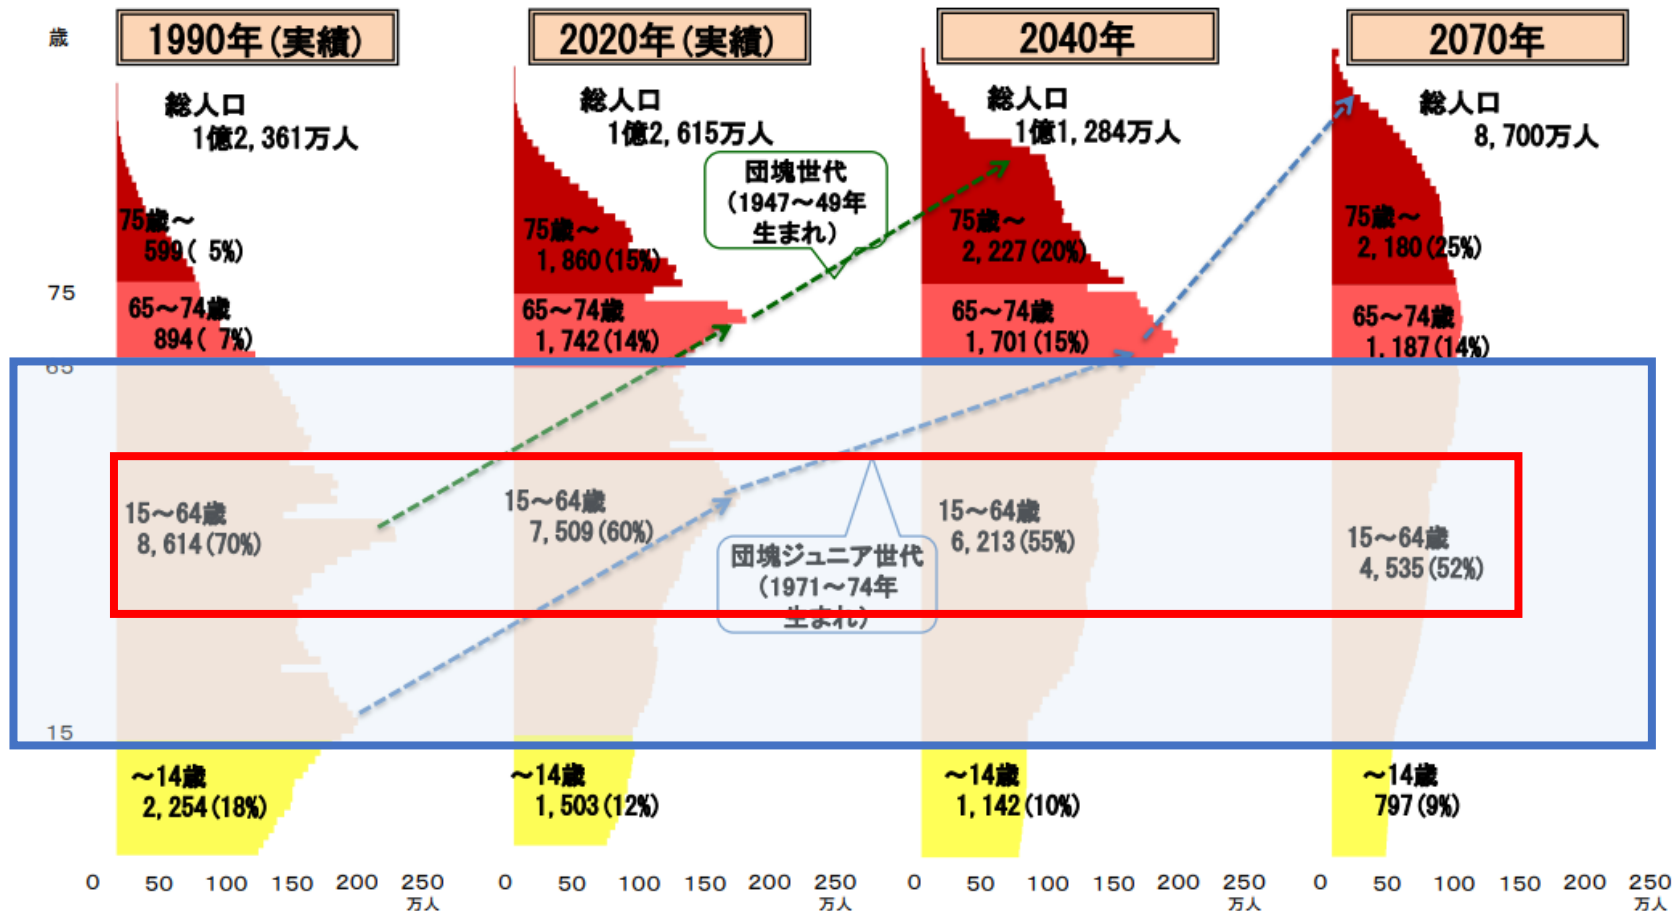 歳
1990年(実績)
総人口
1億2,361万人
75歳～
599( 5%)
65～74歳
894( 7%)
15～64歳
8,614(70%)
～14歳
2,254(18%)
75
65
15
0 50 100 150 200 250
万人
2020年(実績)
総人口
1億2,615万人
75歳～
1,860(15%)
65～74歳
1,742(14%)
15～64歳
7,509(60%)
～14歳
1,503(12%)
0 50 100 150 200 250
万人
団塊世代
(1947～49年
生まれ)
団塊ジュニア世代
(1971～74年
生まれ)
2040年
総人口
1億1,284万人
75歳～
2,227(20%)
65～74歳
1,701(15%)
15～64歳
6,213(55%)
～14歳
1,142(10%)
0 50 100 150 200 250
万人
2070年
総人口
8,700万人
75歳～
2,180(25%)
65～74歳
1,187(14%)
15～64歳
4,535(52%)
～14歳
797(9%)
0 50 100 150 200 250
万人